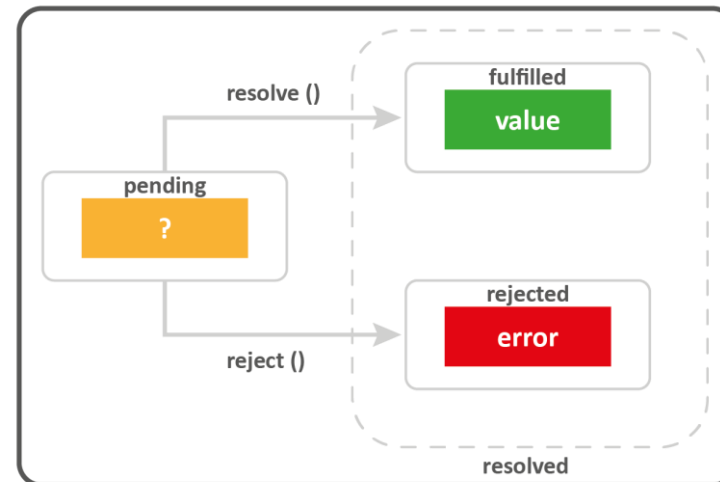 fulfilled
resolve ()
value
pending
?
rejected
error
reject ()
resolved